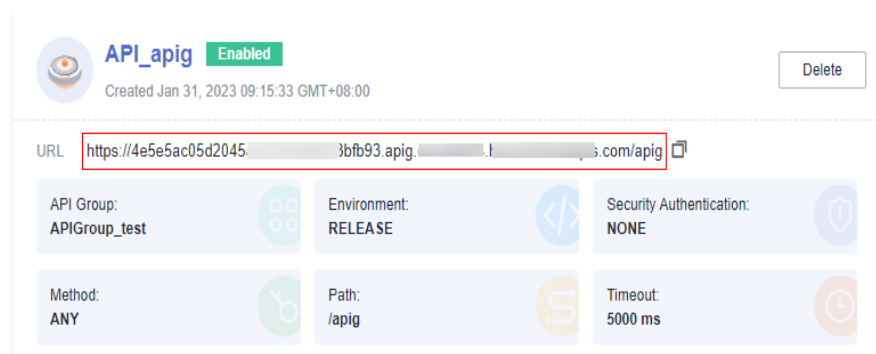 API_apig Enabled
Created Jan 31, 2023 09:15:33 GMT+08:00
Delete
URL https://4e5e5ac05d2045 3bfb93.apig. .com/apig
API Group:
APIGroup_test
Environment:
RELEASE
Security Authentication:
NONE
Method:
ANY
Path:
/apig
Timeout:
5000 ms